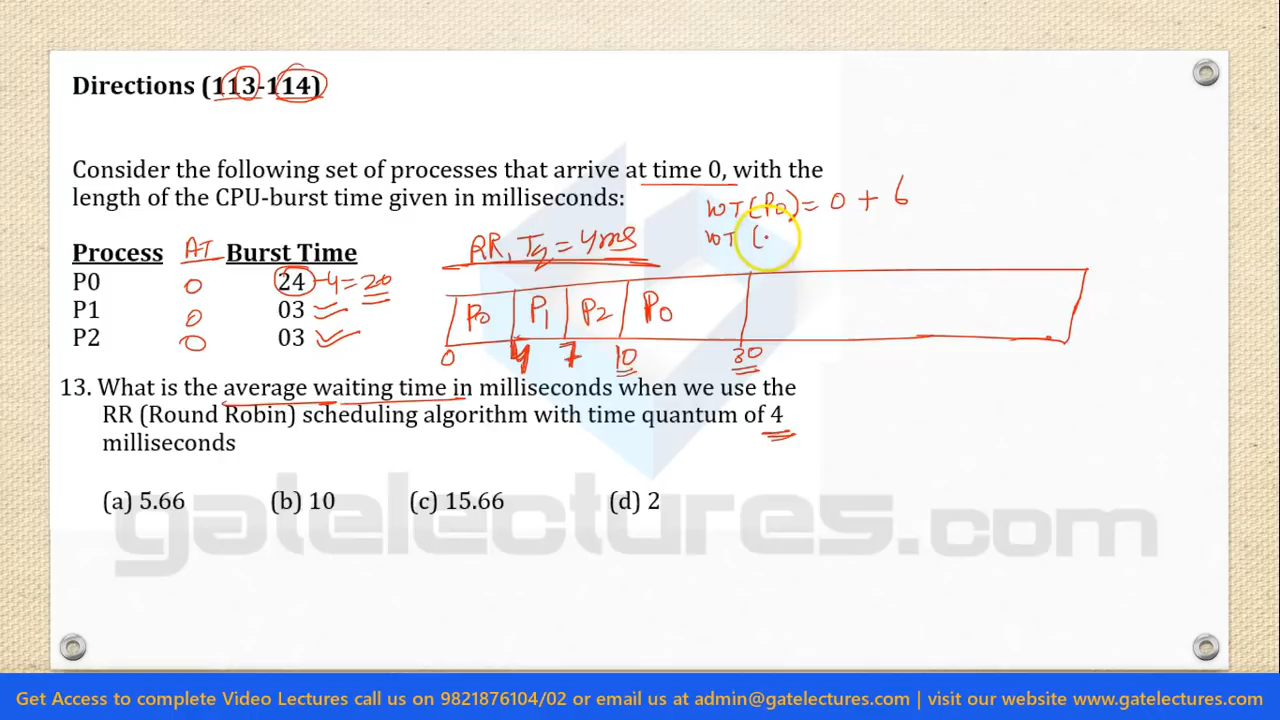 Directions (113-114)
Consider the following set of processes that arrive at time 0, with the
length of the CPU-burst time given in milliseconds:
WT(P0) = 0 + 6
WT (
Process AT Burst Time
RR, Tq = 4ms
P0 0 24 -4 = 20
P1 0 03
P2 0 03
P0 P1 P2 P0
0 4 7 10 30
13. What is the average waiting time in milliseconds when we use the
RR (Round Robin) scheduling algorithm with time quantum of 4
milliseconds
(a) 5.66 (b) 10 (c) 15.66 (d) 2
gatelectures.com
Get Access to complete Video Lectures call us on 9821876104/02 or email us at admin@gatelectures.com | visit our website www.gatelectures.com